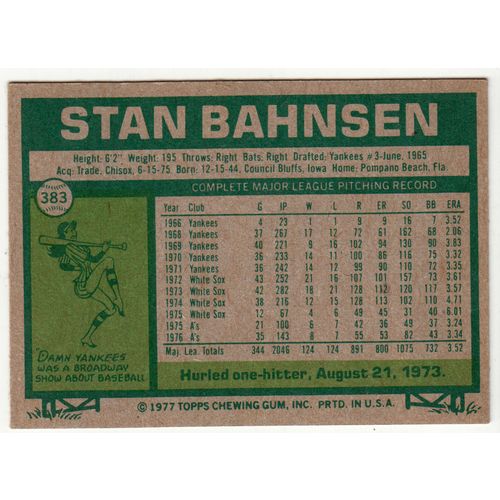 STAN BAHNSEN
Height: 6'2" Weight: 195 Throws: Right Bats: Right Drafted: Yankees #3-June, 1965
Acq: Trade, Chisox, 6-15-75 Born: 12-15-44, Council Bluffs, Iowa Home: Pompano Beach, Fla.
383
COMPLETE MAJOR LEAGUE PITCHING RECORD
Year Club G IP W L R ER SO BB ERA
1966 Yankees 4 23 1 1 9 9 16 7 3.52
1968 Yankees 37 267 17 12 72 61 162 68 2.06
1969 Yankees 40 221 9 16 102 94 130 90 3.83
1970 Yankees 36 233 14 11 100 86 116 75 3.32
1971 Yankees 36 242 14 12 99 90 110 72 3.35
1972 White Sox 43 252 21 16 107 101 157 73 3.61
1973 White Sox 42 282 18 21 128 112 120 117 3.57
1974 White Sox 38 216 12 15 128 113 102 110 4.71
1975 White Sox 12 67 4 6 49 45 31 40 6.01
1975 A's 21 100 6 7 45 36 49 37 3.24
1976 A's 35 143 8 7 52 53 82 43 3.34
Maj. Lea. Totals 344 2046 124 124 891 800 1075 732 3.52
"DAMN YANKEES"
WAS A BROADWAY
SHOW ABOUT BASEBALL
Hurled one-hitter, August 21, 1973.
© 1977 TOPPS CHEWING GUM, INC. PRTD. IN U.S.A.